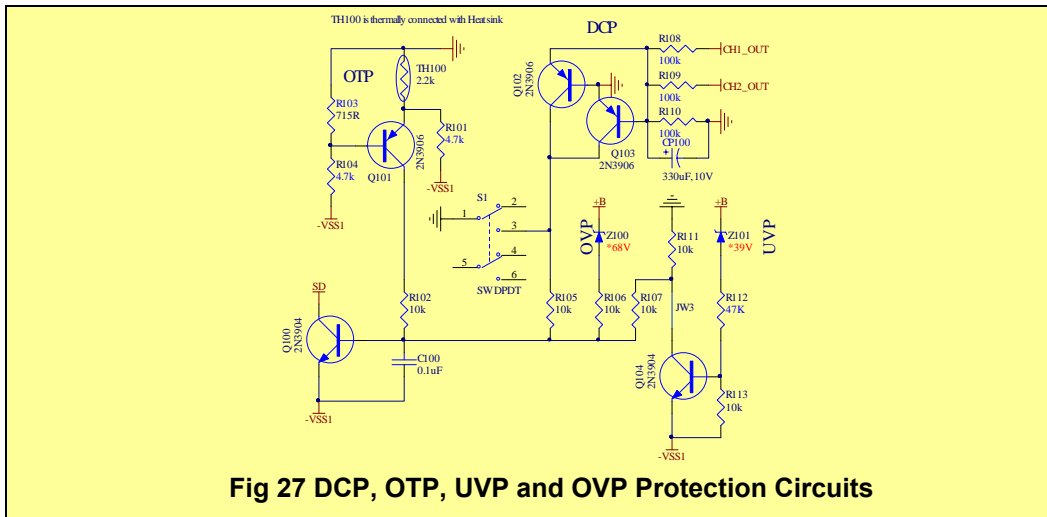 TH100 is thermally connected with Heatsink
DCP
OTP
TH100
2.2k
R103
715R
R104
4.7k
-VSS1
Q101
2N3906
R101
4.7k
-VSS1
Q102
2N3906
Q103
2N3906
R108
100k
CH1_OUT
R109
100k
CH2_OUT
R110
100k
CP100
+
330uF,10V
S1
1
2
3
4
5
6
SWDPDT
OVP
+B
Z100
*68V
R111
10k
+B
Z101
*39V
UVP
R102
10k
R105
10k
R106
10k
R107
10k
JW3
R112
47K
SD
Q100
2N3904
C100
0.1uF
-VSS1
Q104
2N3904
R113
10k
-VSS1
Fig 27 DCP, OTP, UVP and OVP Protection Circuits